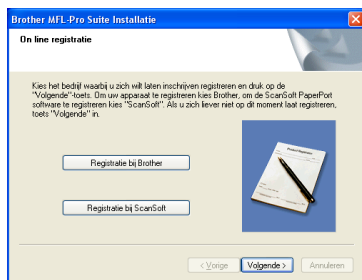 Brother MFL-Pro Suite Installatie
On line registratie
Kies het bedrijf waarbij u zich wilt laten inschrijven registreren en druk op de
"Volgende"-toets. Om uw apparaat te registreren kies Brother, om de ScanSoft PaperPort
software te registreren kies "ScanSoft". Als u zich liever niet op dit moment laat registreren,
toets "Volgende" in.
Registratie bij Brother
Registratie bij ScanSoft
< Vorige
Volgende >
Annuleren